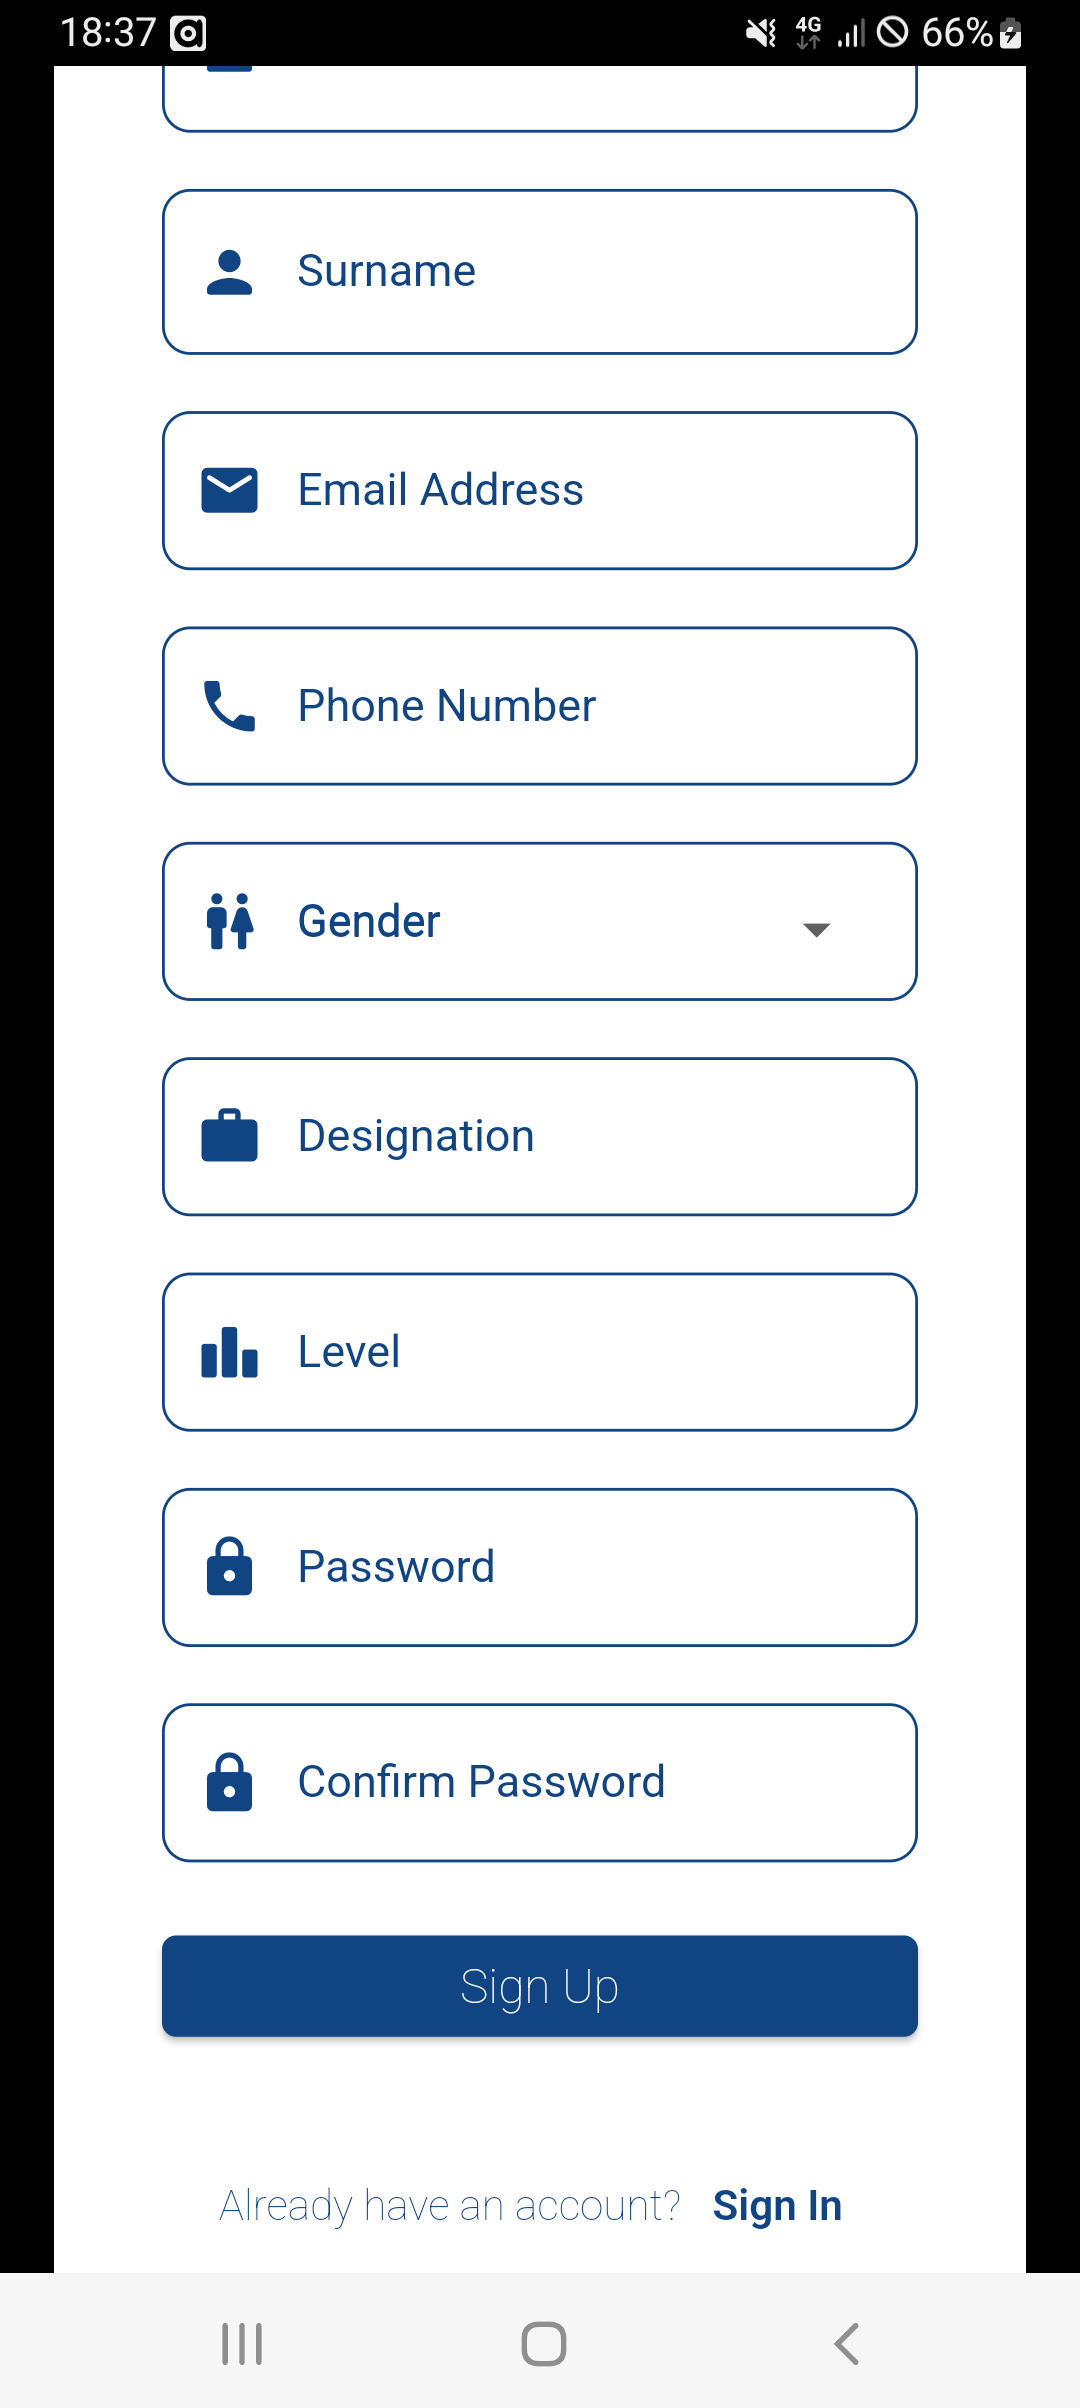 18:37 4G 66%
Surname
Email Address
Phone Number
Gender
Designation
Level
Password
Confirm Password
Sign Up
Already have an account? Sign In